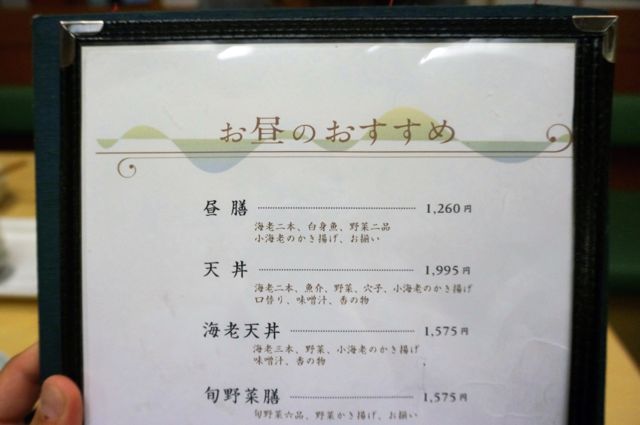 お昼のおすすめ
昼膳 1,260円
海老二本、白身魚、野菜二品
小海老のかき揚げ、お揃い
天丼 1,995円
海老二本、魚介、野菜、穴子、小海老のかき揚げ
口替り、味噌汁、香の物
海老天丼 1,575円
海老三本、野菜、小海老のかき揚げ
味噌汁、香の物
旬野菜膳 1,575円
旬野菜六品、野菜かき揚げ、お揃い